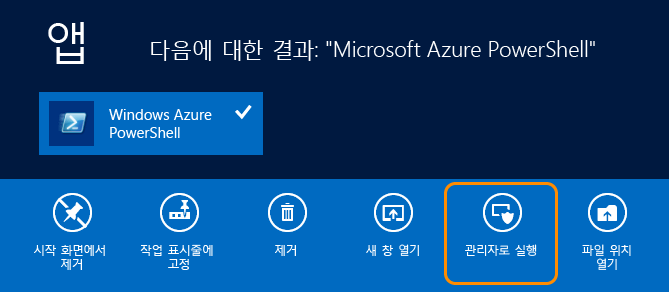 앱
다음에 대한 결과: "Microsoft Azure PowerShell"
Windows Azure
PowerShell
시작 화면에서
제거
작업 표시줄에
고정
제거
새 창 열기
관리자로 실행
파일 위치
열기